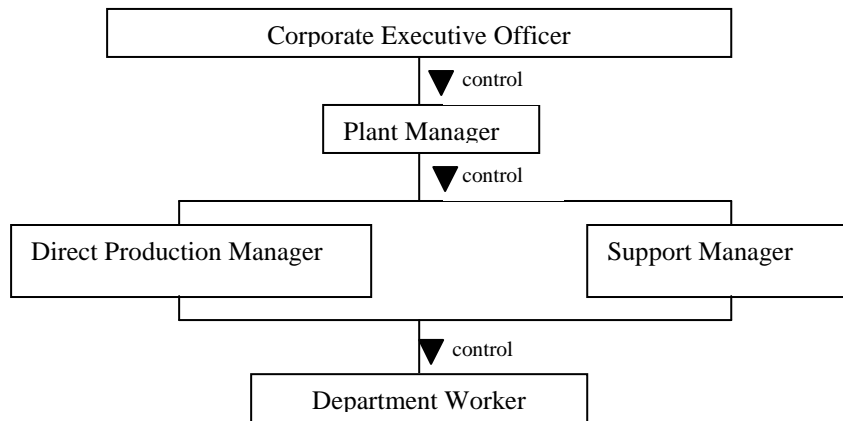 Corporate Executive Officer
control
Plant Manager
control
Direct Production Manager
Support Manager
control
Department Worker